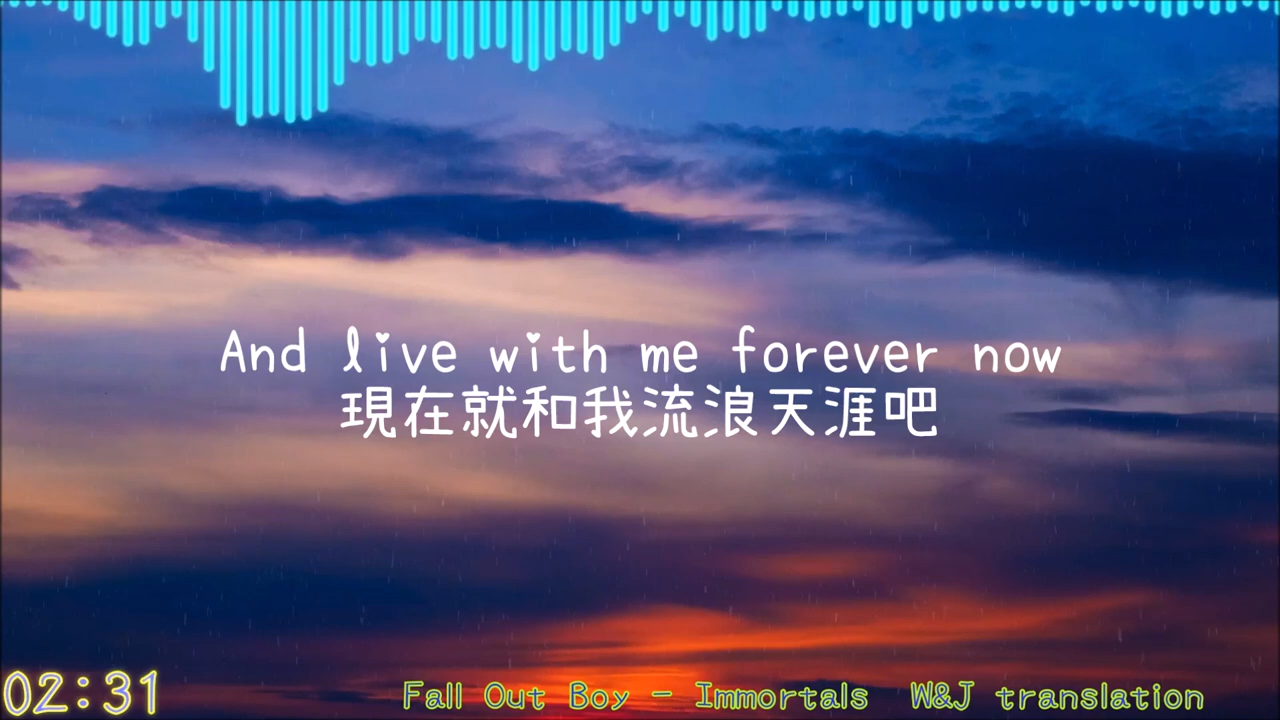 And live with me forever now
現在就和我流浪天涯吧
02:31
Fall Out Boy - Immortals  W&J translation